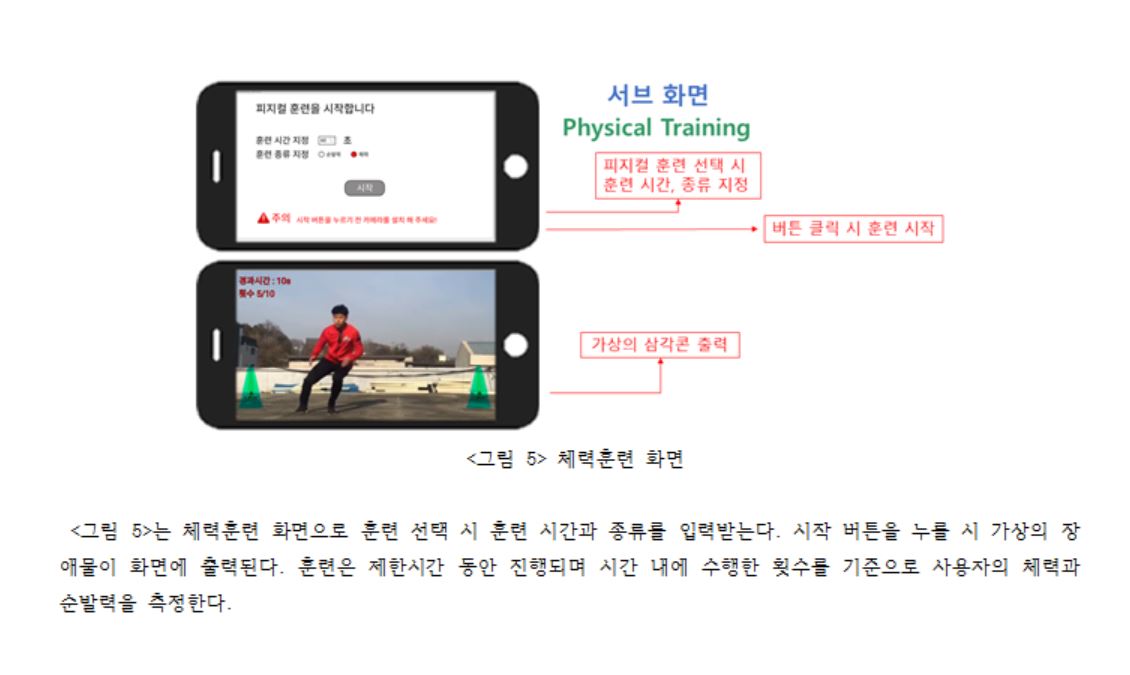 피지컬 훈련을 시작합니다
훈련 시간 지정 초
훈련 종류 지정 순발력 체력
시작
주의 시작 버튼을 누르기 전 카메라를 설치 해 주세요!
서브 화면
Physical Training
피지컬 훈련 선택 시
훈련 시간, 종류 지정
버튼 클릭 시 훈련 시작
경과시간 : 10s
횟수 5/10
가상의 삼각콘 출력
<그림 5> 체력훈련 화면
<그림 5>는 체력훈련 화면으로 훈련 선택 시 훈련 시간과 종류를 입력받는다. 시작 버튼을 누를 시 가상의 장
애물이 화면에 출력된다. 훈련은 제한시간 동안 진행되며 시간 내에 수행한 횟수를 기준으로 사용자의 체력과
순발력을 측정한다.